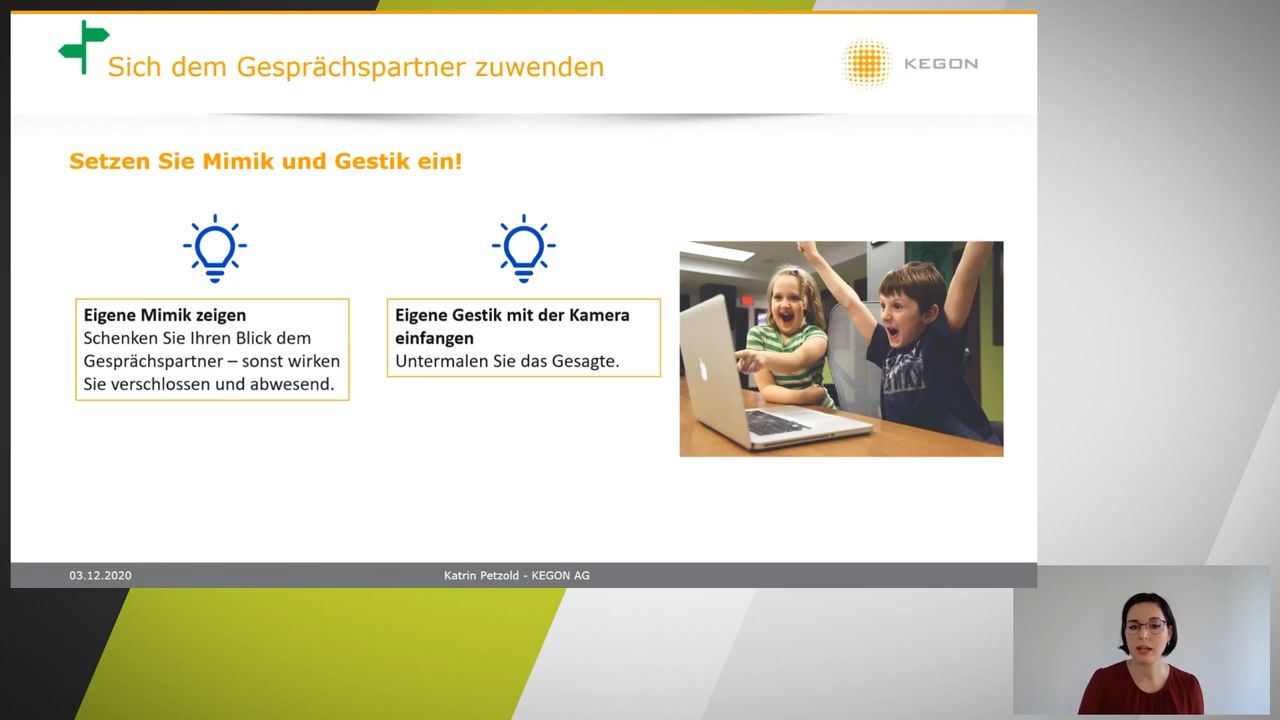 Sich dem Gesprächspartner zuwenden
KEGON
Setzen Sie Mimik und Gestik ein!
Eigene Mimik zeigen
Schenken Sie Ihren Blick dem
Gesprächspartner – sonst wirken
Sie verschlossen und abwesend.
Eigene Gestik mit der Kamera
einfangen
Untermalen Sie das Gesagte.
03.12.2020
Katrin Petzold - KEGON AG